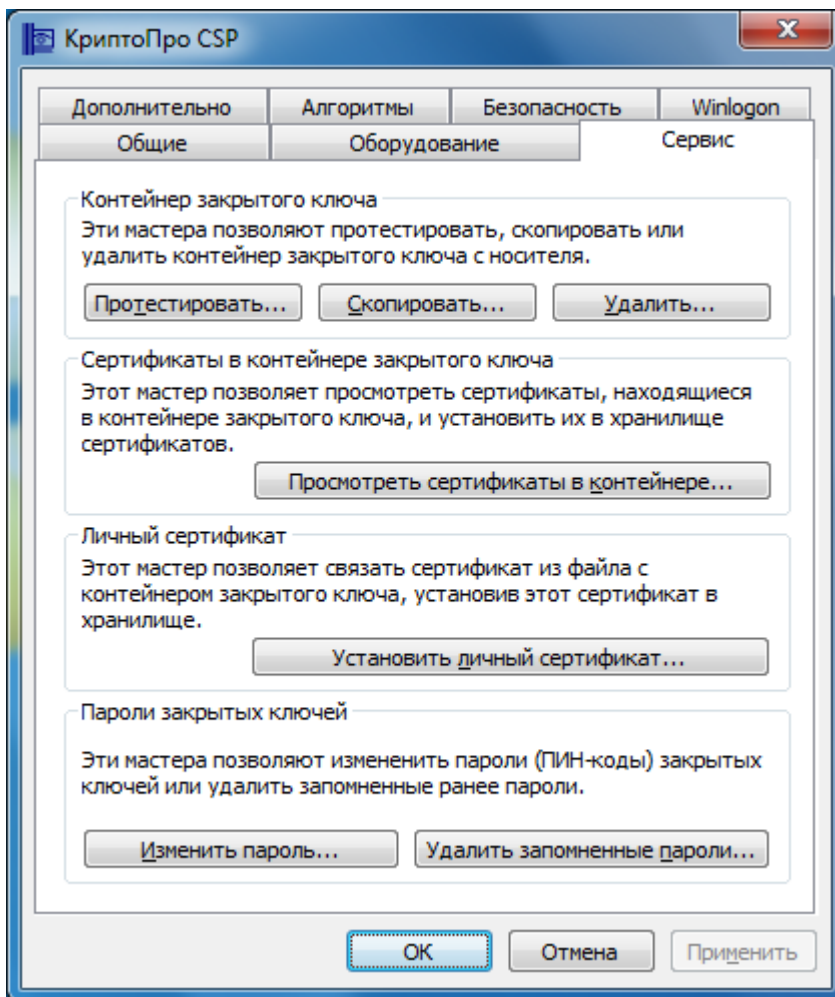 КриптоПро CSP
Дополнительно Алгоритмы Безопасность Winlogon
Общие Оборудование Сервис
Контейнер закрытого ключа
Эти мастера позволяют протестировать, скопировать или
удалить контейнер закрытого ключа с носителя.
Протестировать... Скопировать... Удалить...
Сертификаты в контейнере закрытого ключа
Этот мастер позволяет просмотреть сертификаты, находящиеся
в контейнере закрытого ключа, и установить их в хранилище
сертификатов.
Просмотреть сертификаты в контейнере...
Личный сертификат
Этот мастер позволяет связать сертификат из файла с
контейнером закрытого ключа, установив этот сертификат в
хранилище.
Установить личный сертификат...
Пароли закрытых ключей
Эти мастера позволяют измененить пароли (ПИН-коды) закрытых
ключей или удалить запомненные ранее пароли.
Изменить пароль... Удалить запомненные пароли...
ОК Отмена Применить